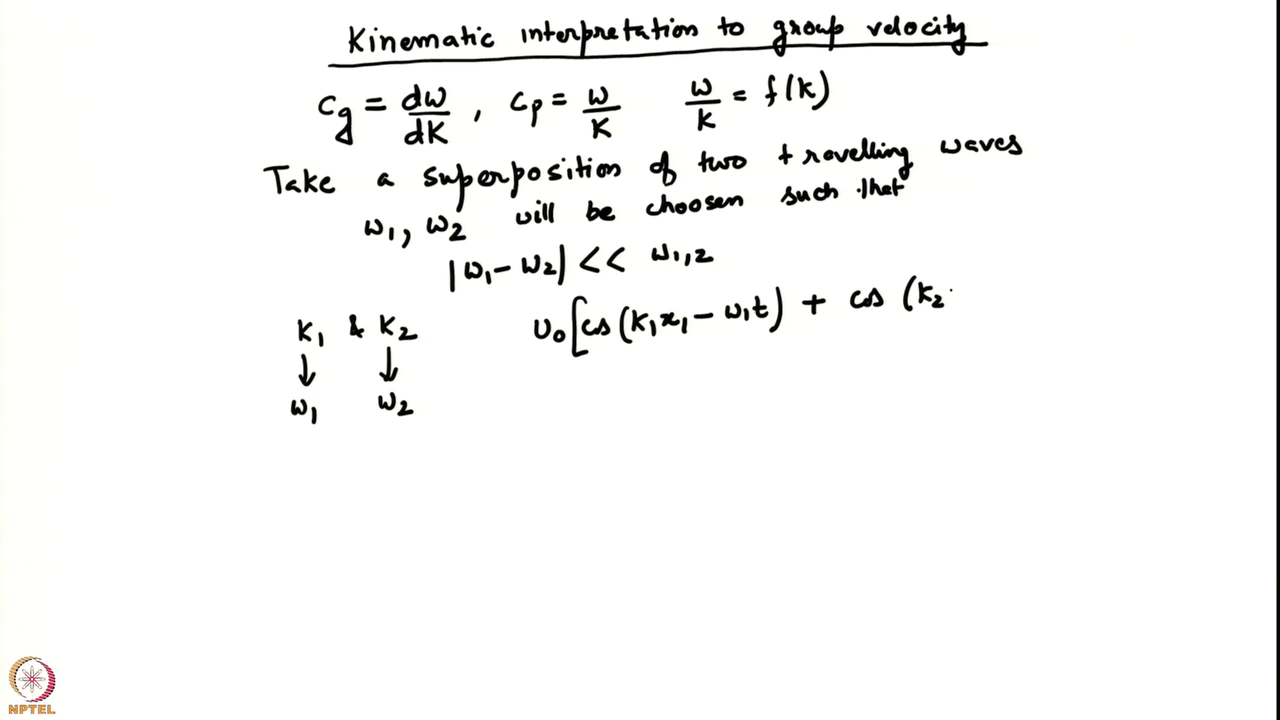 Kinematic interpretation to group velocity
c_g = dω/dK , c_p = ω/K ω/k = f(k)
Take a superposition of two travelling waves
ω1, ω2 will be choosen such that
|ω1 - ω2| << ω1,2
K1 & K2 U0[cos(K1x1 - ω1t) + cos (K2
↓ ↓
ω1 ω2
NPTEL